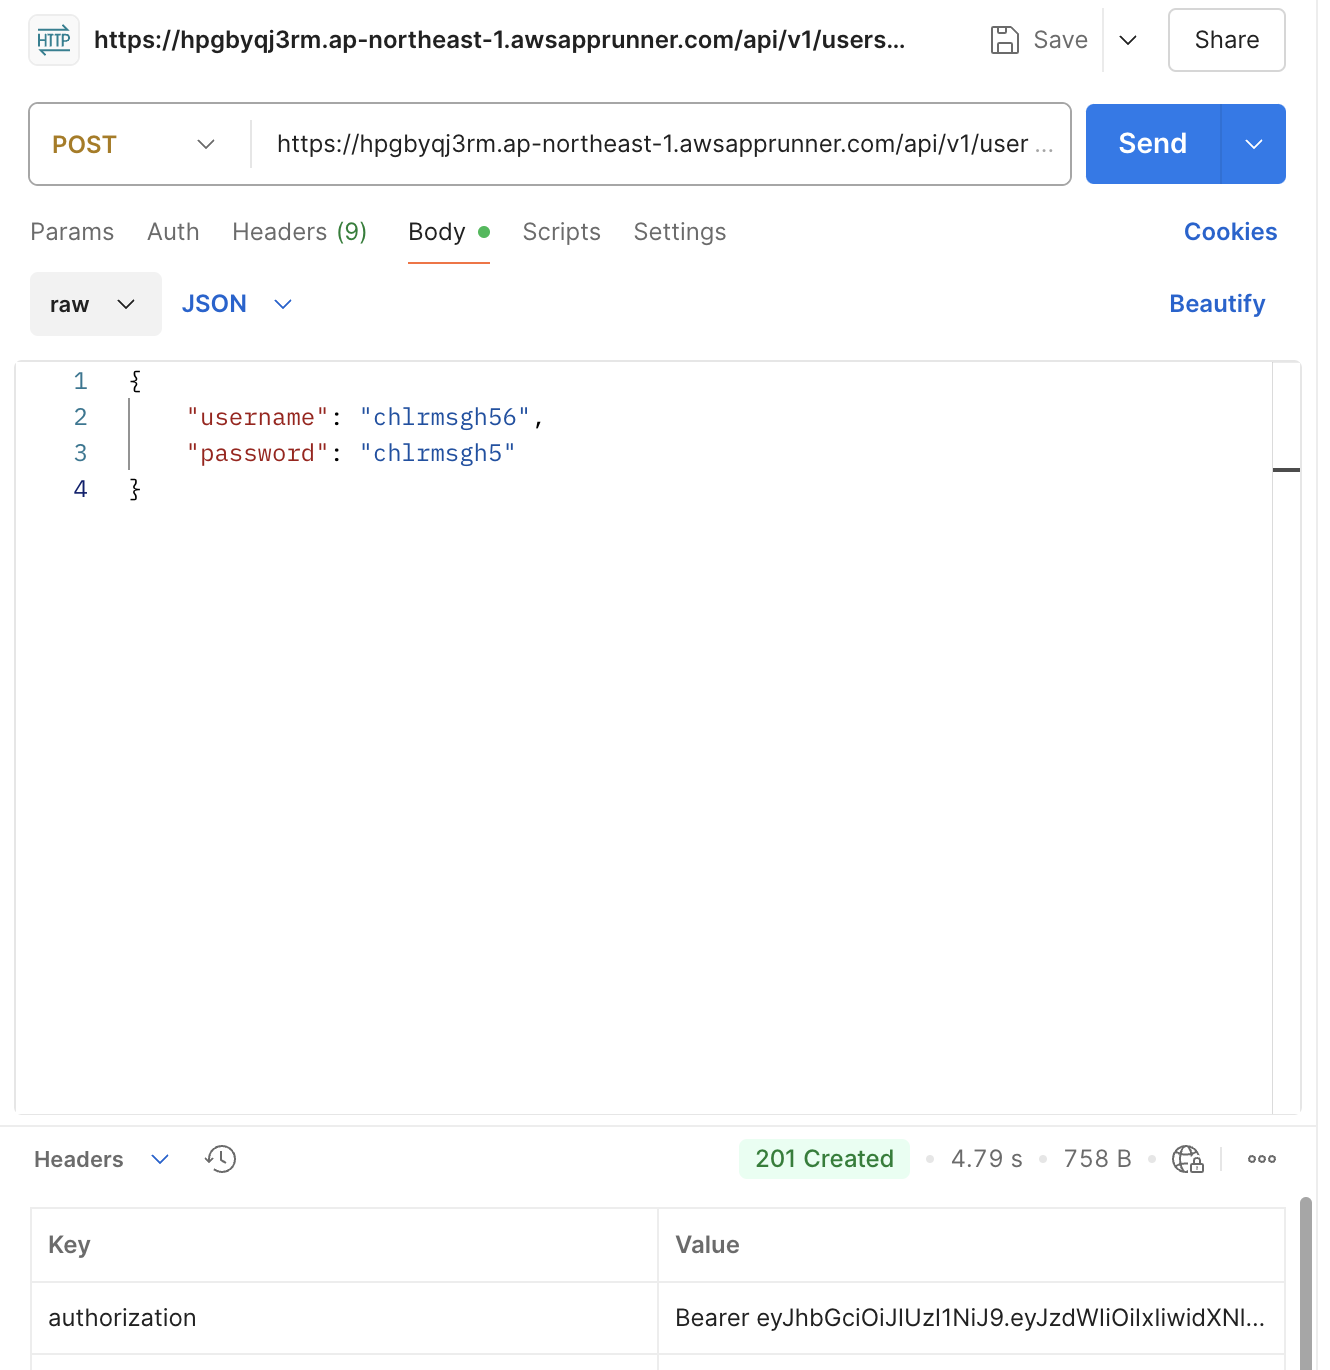 HTTP https://hpgbyqj3rm.ap-northeast-1.awsapprunner.com/api/v1/users... Save Share
POST https://hpgbyqj3rm.ap-northeast-1.awsapprunner.com/api/v1/user ... Send
Params Auth Headers (9) Body Scripts Settings Cookies
raw JSON Beautify
1 {
2 "username": "chlrmsgh56",
3 "password": "chlrmsgh5"
4 }
Headers 201 Created 4.79 s 758 B
Key Value
authorization Bearer eyJhbGciOiJIUzI1NiJ9.eyJzdWIiOiIxIiwidXNl...